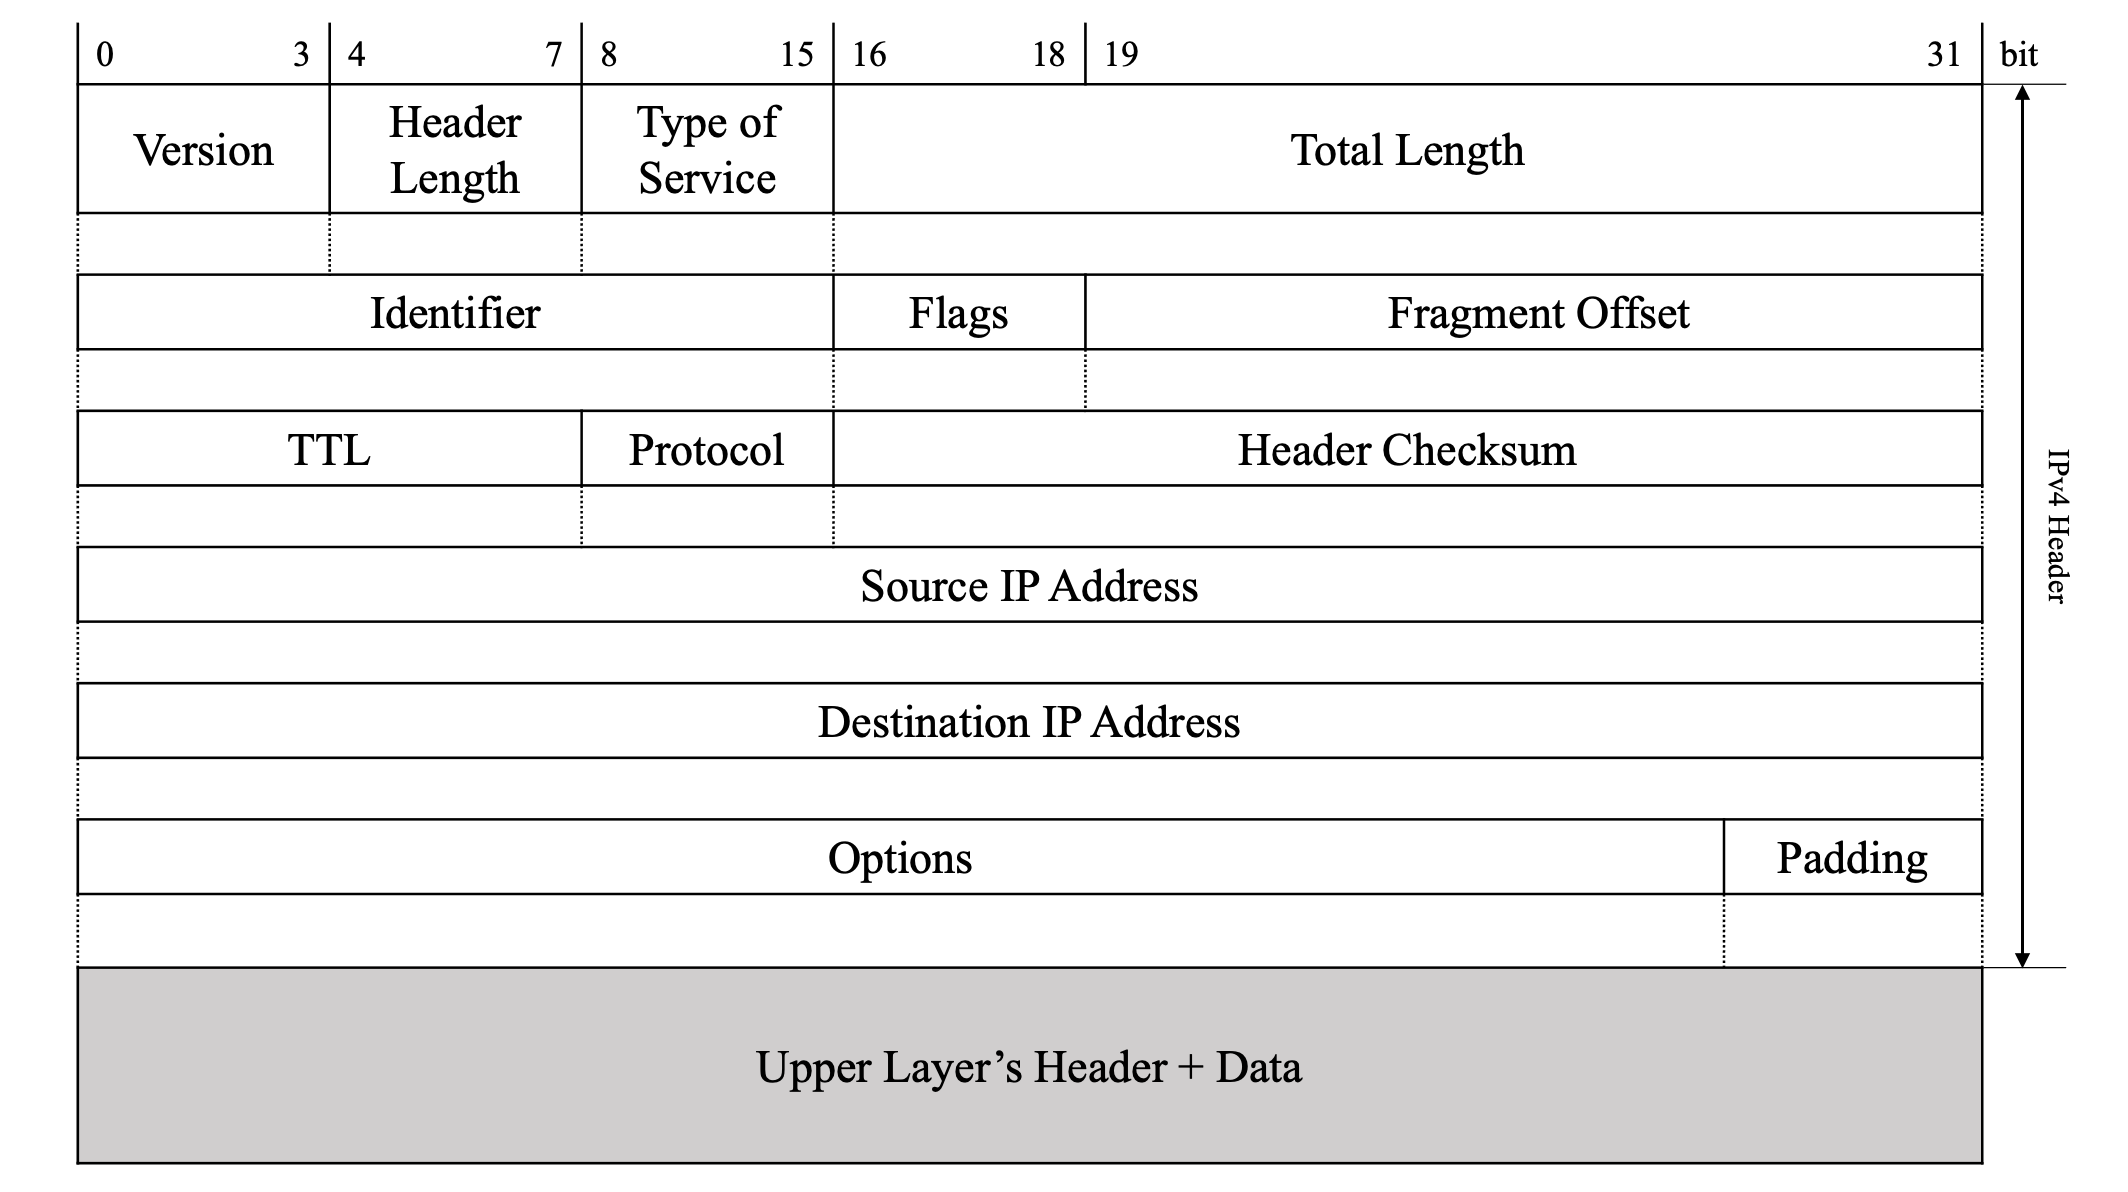 0 3 4 7 8 15 16 18 19 31 bit
Version
Header
Length
Type of
Service
Total Length
Identifier
Flags
Fragment Offset
TTL
Protocol
Header Checksum
Source IP Address
Destination IP Address
Options
Padding
IPv4 Header
Upper Layer’s Header + Data